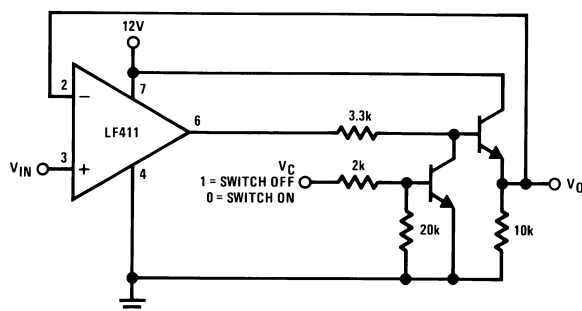 12V
2
7
−
LF411
6
3.3k
V_IN
3
+
4
V_C
1 = SWITCH OFF
0 = SWITCH ON
2k
V_O
20k
10k